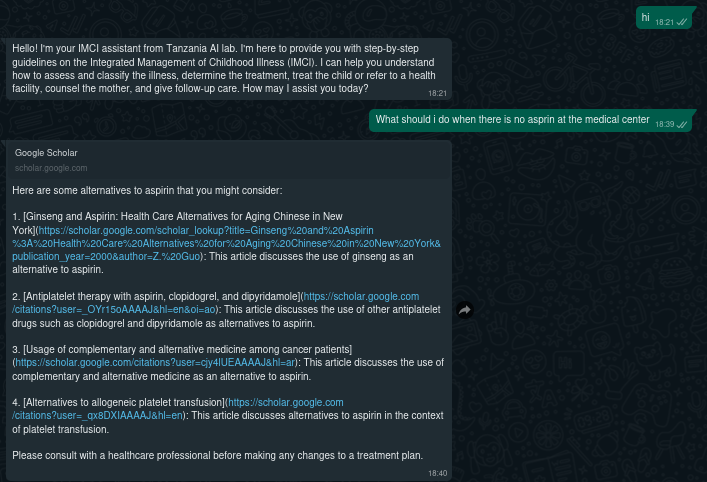 hi
18:21
Hello! I'm your IMCI assistant from Tanzania AI lab. I'm here to provide you with step-by-step
guidelines on the Integrated Management of Childhood Illness (IMCI). I can help you understand
how to assess and classify the illness, determine the treatment, treat the child or refer to a health
facility, counsel the mother, and give follow-up care. How may I assist you today?
18:21
What should i do when there is no asprin at the medical center
18:39
Google Scholar
scholar.google.com
Here are some alternatives to aspirin that you might consider:
1. [Ginseng and Aspirin: Health Care Alternatives for Aging Chinese in New
York](https://scholar.google.com/scholar_lookup?title=Ginseng%20and%20Aspirin
%3A%20Health%20Care%20Alternatives%20for%20Aging%20Chinese%20in%20New%20York&
publication_year=2000&author=Z.%20Guo): This article discusses the use of ginseng as an
alternative to aspirin.
2. [Antiplatelet therapy with aspirin, clopidogrel, and dipyridamole](https://scholar.google.com
/citations?user=_OYr15oAAAAJ&hl=en&oi=ao): This article discusses the use of other antiplatelet
drugs such as clopidogrel and dipyridamole as alternatives to aspirin.
3. [Usage of complementary and alternative medicine among cancer patients]
(https://scholar.google.com/citations?user=cjy4lUEAAAAJ&hl=ar): This article discusses the use of
complementary and alternative medicine as an alternative to aspirin.
4. [Alternatives to allogeneic platelet transfusion](https://scholar.google.com
/citations?user=_qx8DXIAAAAJ&hl=en): This article discusses alternatives to aspirin in the context
of platelet transfusion.
Please consult with a healthcare professional before making any changes to a treatment plan.
18:40